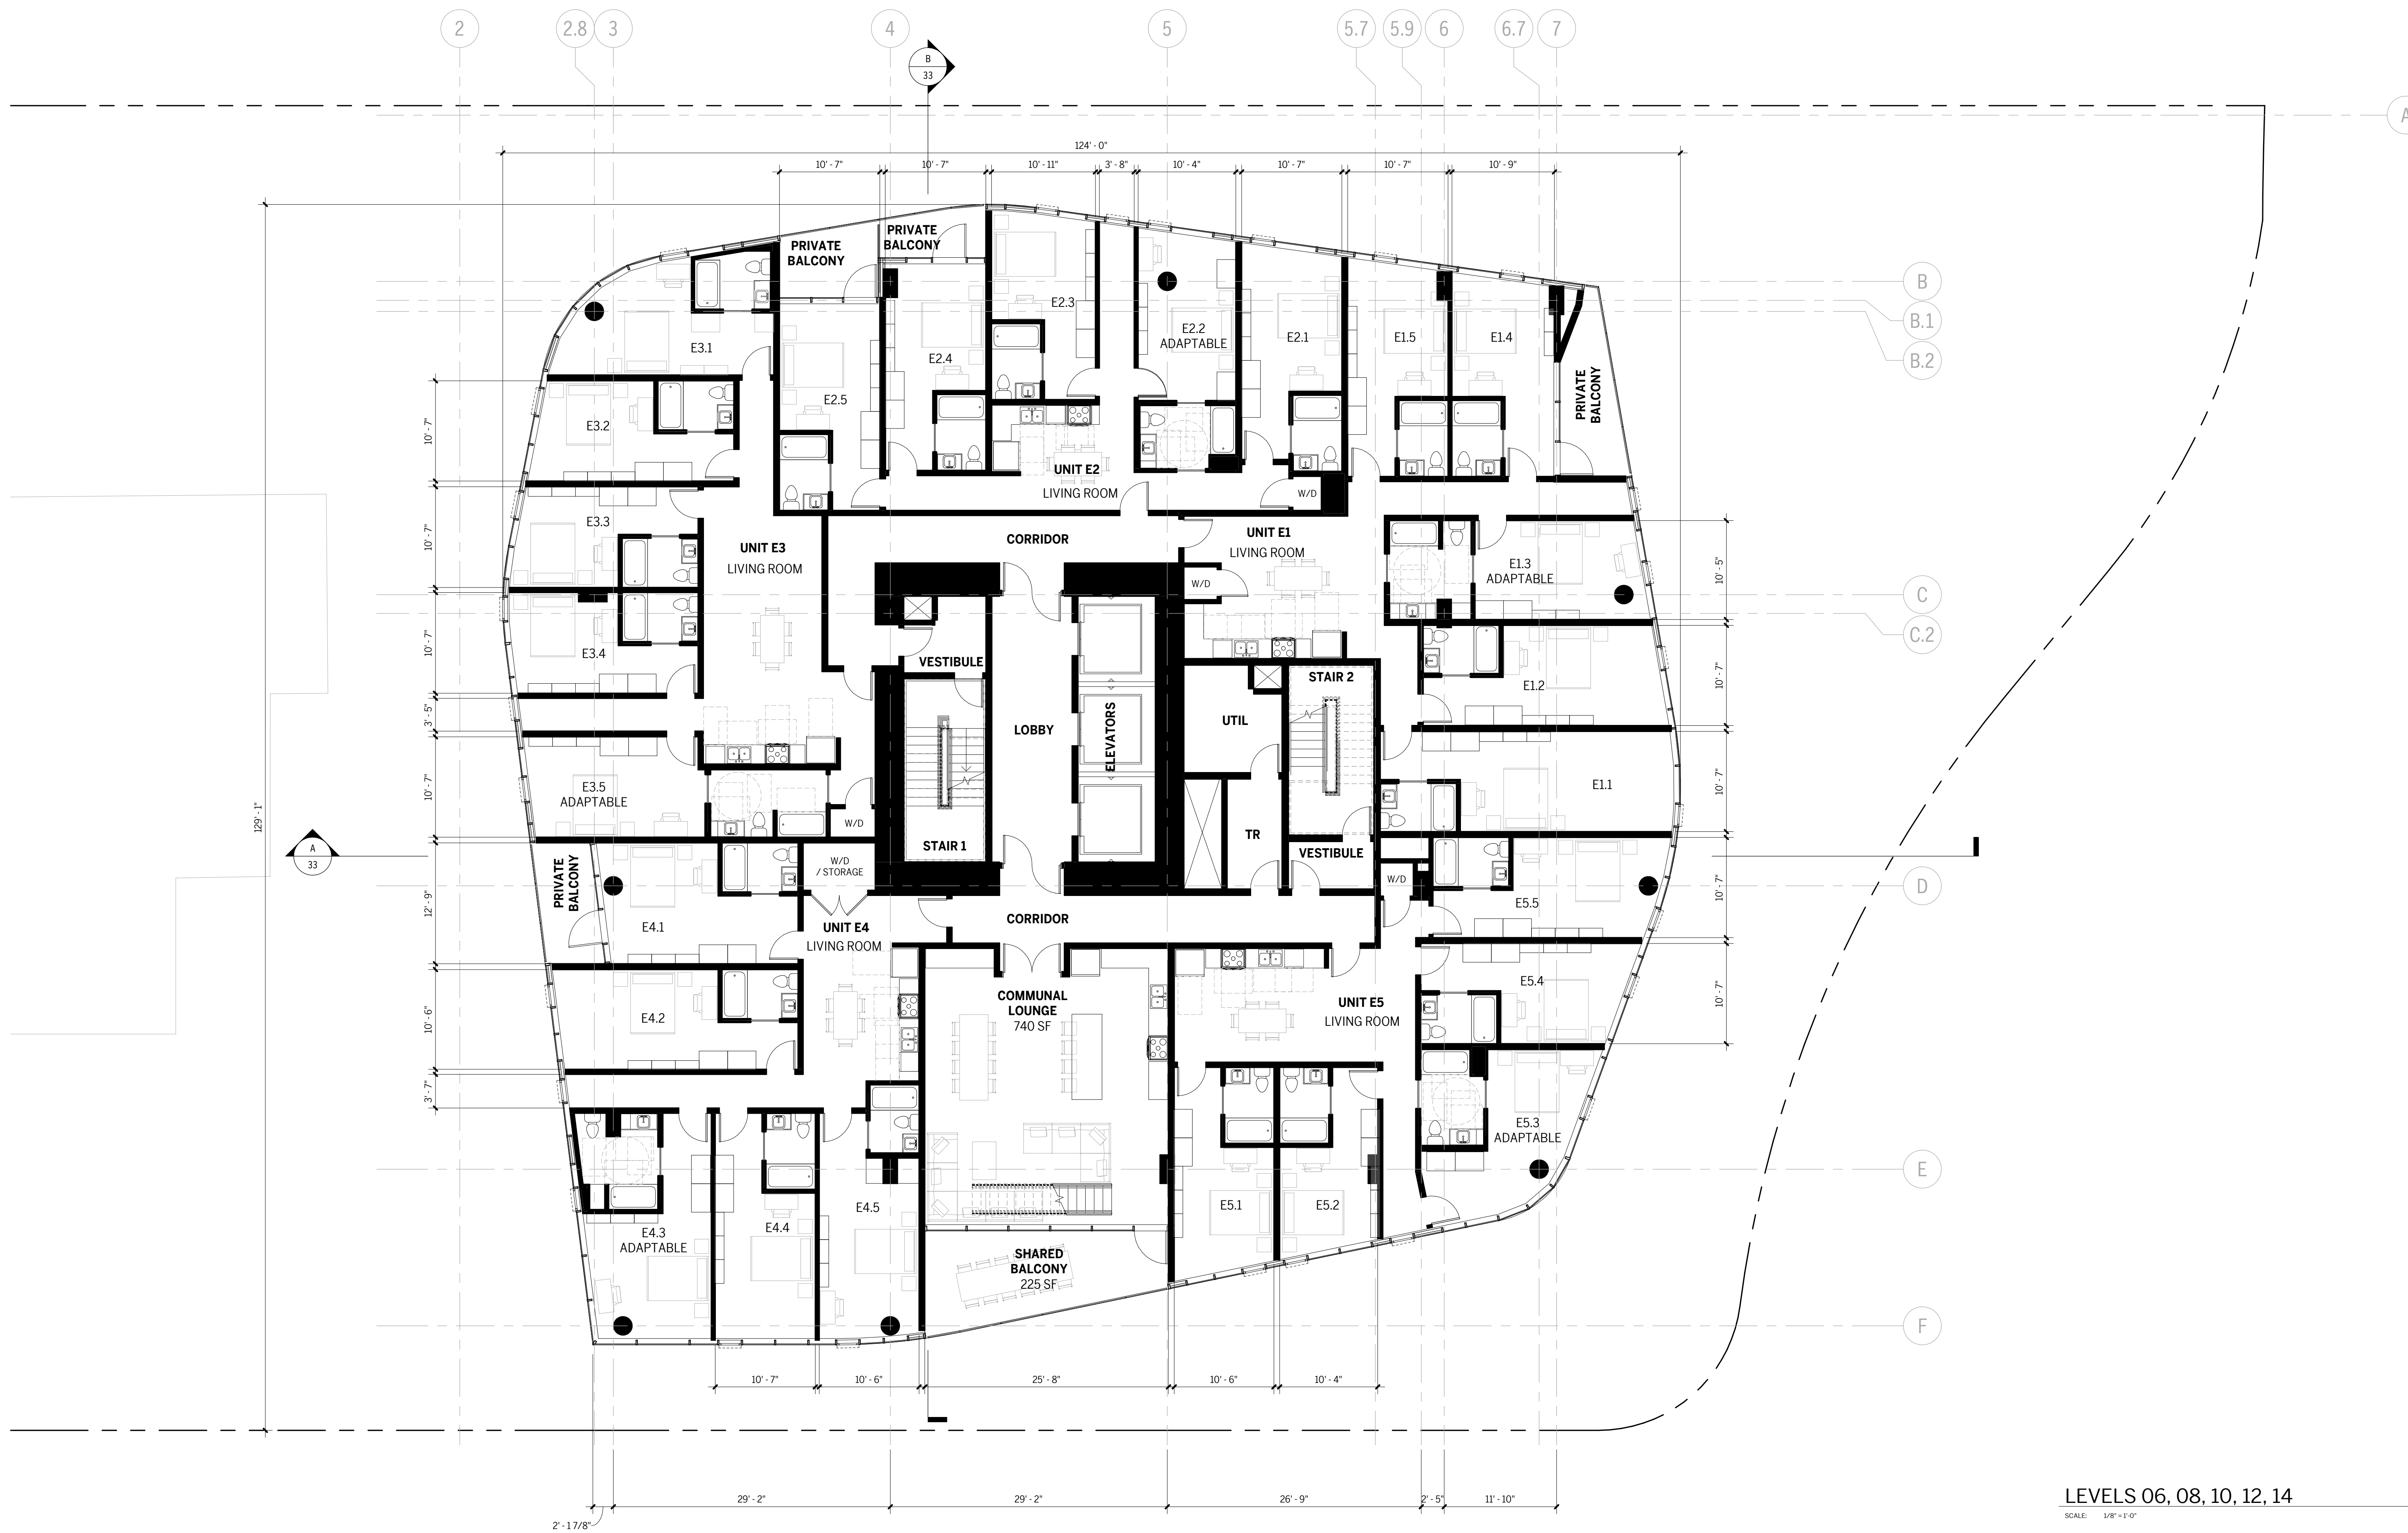 2
2.8
3
4
5
5.7
5.9
6
6.7
7
B
33
A
124' - 0"
10' - 7"
10' - 7"
10' - 11"
3' - 8"
10' - 4"
10' - 7"
10' - 7"
10' - 9"
PRIVATE
BALCONY
PRIVATE
BALCONY
B
B.1
B.2
E2.3
E3.1
E2.4
E2.2
ADAPTABLE
E2.1
E1.5
E1.4
PRIVATE
BALCONY
E2.5
10' - 7"
E3.2
UNIT E2
LIVING ROOM
W/D
10' - 7"
E3.3
UNIT E3
LIVING ROOM
CORRIDOR
UNIT E1
LIVING ROOM
E1.3
ADAPTABLE
10' - 5"
W/D
C
C.2
10' - 7"
E3.4
VESTIBULE
STAIR 2
E1.2
10' - 7"
3' - 5"
LOBBY
ELEVATORS
UTIL
10' - 7"
E3.5
ADAPTABLE
E1.1
10' - 7"
129' - 1"
W/D
STAIR 1
TR
VESTIBULE
A
33
PRIVATE
BALCONY
W/D
/ STORAGE
W/D
D
10' - 7"
12' - 9"
E4.1
UNIT E4
LIVING ROOM
CORRIDOR
E5.5
10' - 6"
E4.2
COMMUNAL
LOUNGE
740 SF
UNIT E5
LIVING ROOM
E5.4
10' - 7"
3' - 7"
E5.3
ADAPTABLE
E
E4.3
ADAPTABLE
E4.4
E4.5
E5.1
E5.2
SHARED
BALCONY
225 SF
F
10' - 7"
10' - 6"
25' - 8"
10' - 6"
10' - 4"
29' - 2"
29' - 2"
26' - 9"
2' - 5"
11' - 10"
2' - 1 7/8"
LEVELS 06, 08, 10, 12, 14
SCALE: 1/8" = 1'-0"